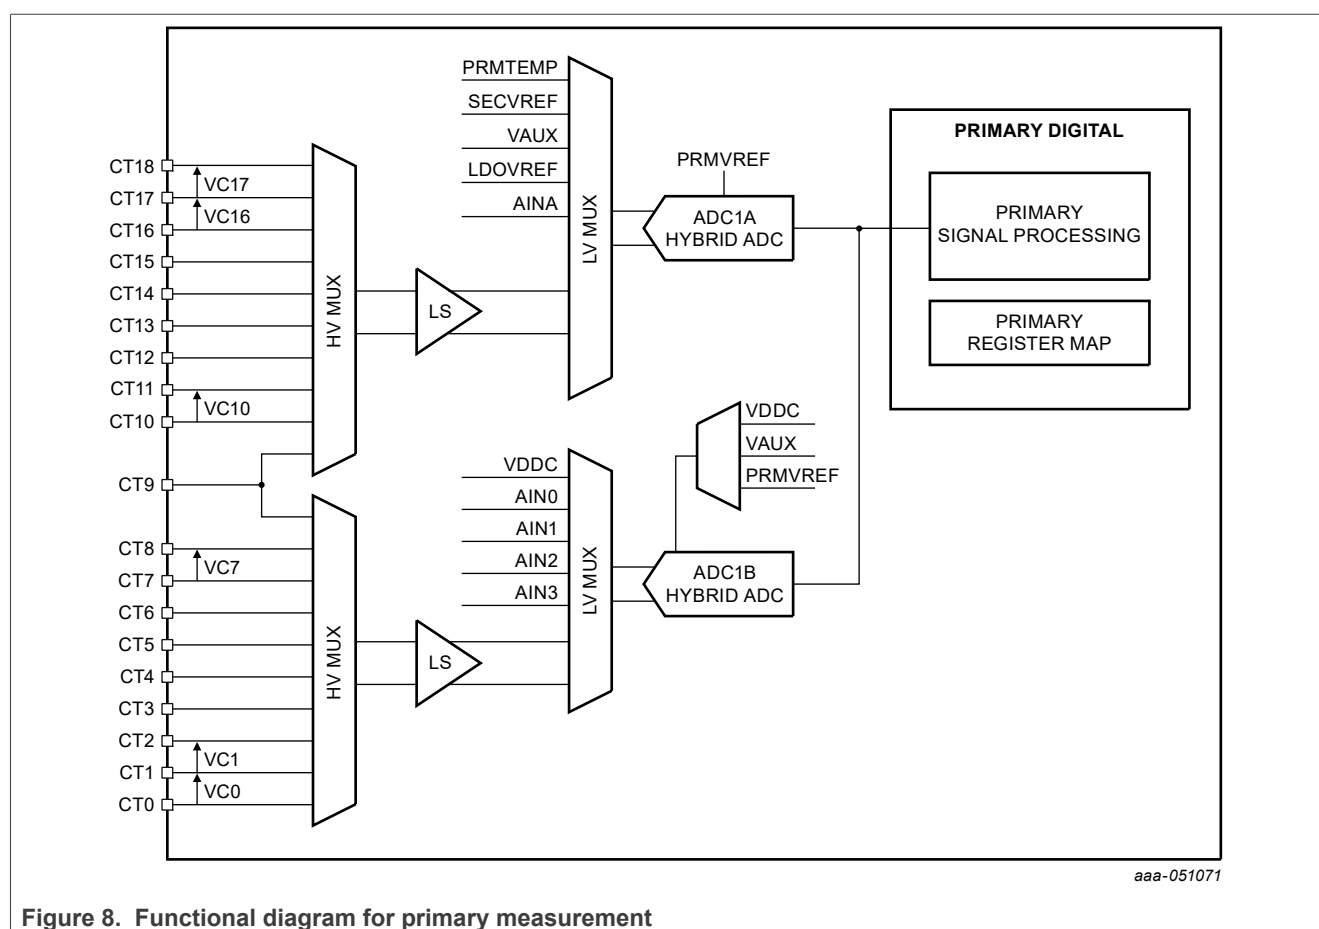 PRMTEMP
SECVREF
VAUX
LDOVREF
AINA
LV MUX
PRMVREF
ADC1A
HYBRID ADC
PRIMARY DIGITAL
PRIMARY
SIGNAL PROCESSING
PRIMARY
REGISTER MAP
CT18
VC17
CT17
VC16
CT16
CT15
CT14
CT13
CT12
CT11
VC10
CT10
HV MUX
LS
CT9
CT8
VC7
CT7
CT6
CT5
CT4
CT3
CT2
VC1
CT1
VC0
CT0
HV MUX
LS
VDDC
AIN0
AIN1
AIN2
AIN3
LV MUX
VDDC
VAUX
PRMVREF
ADC1B
HYBRID ADC
aaa-051071
Figure 8. Functional diagram for primary measurement